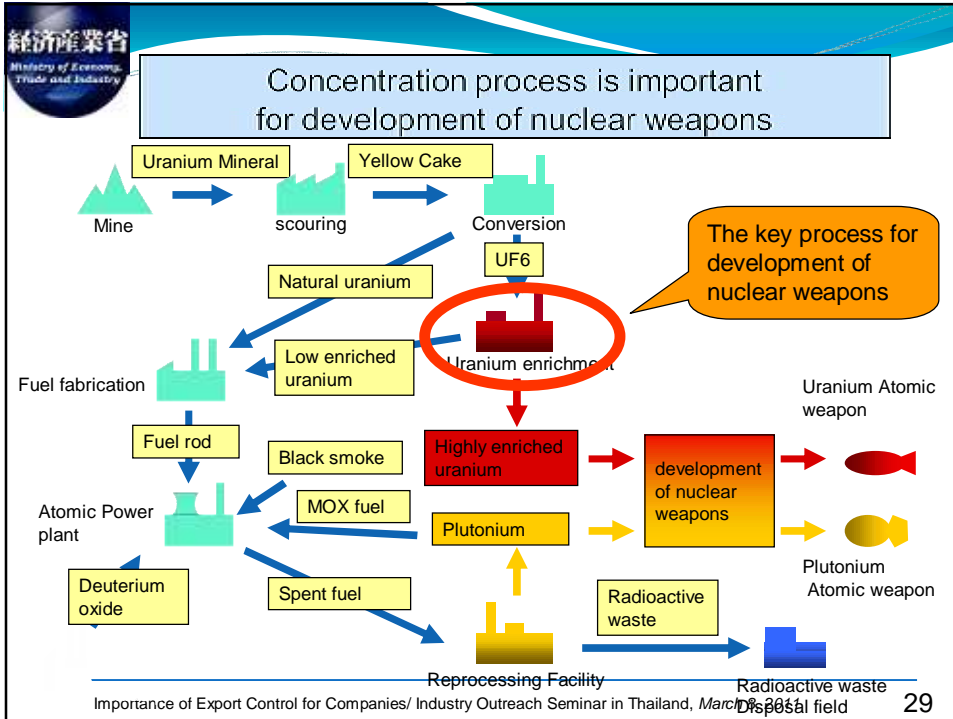 経済産業省
Ministry of Economy,
Trade and Industry
Concentration process is important
for development of nuclear weapons
Uranium Mineral
Yellow Cake
Mine
scouring
Conversion
The key process for
development of
nuclear weapons
UF6
Natural uranium
Low enriched
uranium
Uranium enrichment
Fuel fabrication
Uranium Atomic
weapon
Fuel rod
Black smoke
Highly enriched
uranium
development
of nuclear
weapons
MOX fuel
Atomic Power
plant
Plutonium
Plutonium
Atomic weapon
Deuterium
oxide
Spent fuel
Radioactive
waste
Reprocessing Facility
Radioactive waste
Disposal field
Importance of Export Control for Companies/ Industry Outreach Seminar in Thailand, March 8, 2011
29